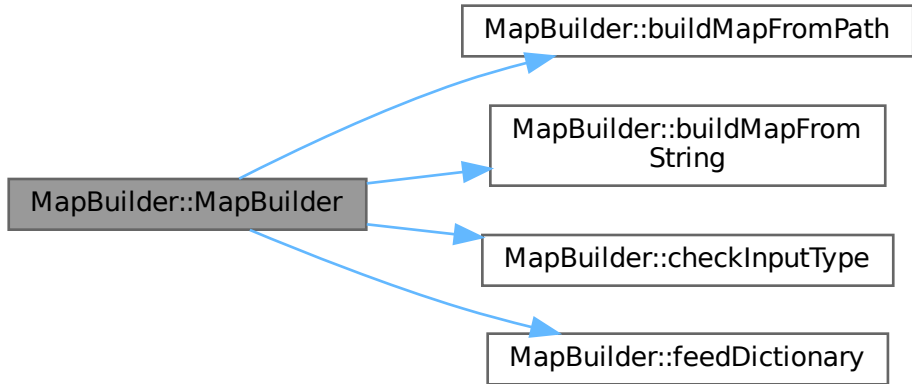 MapBuilder::buildMapFromPath
MapBuilder::buildMapFrom
String
MapBuilder::MapBuilder
MapBuilder::checkInputType
MapBuilder::feedDictionary